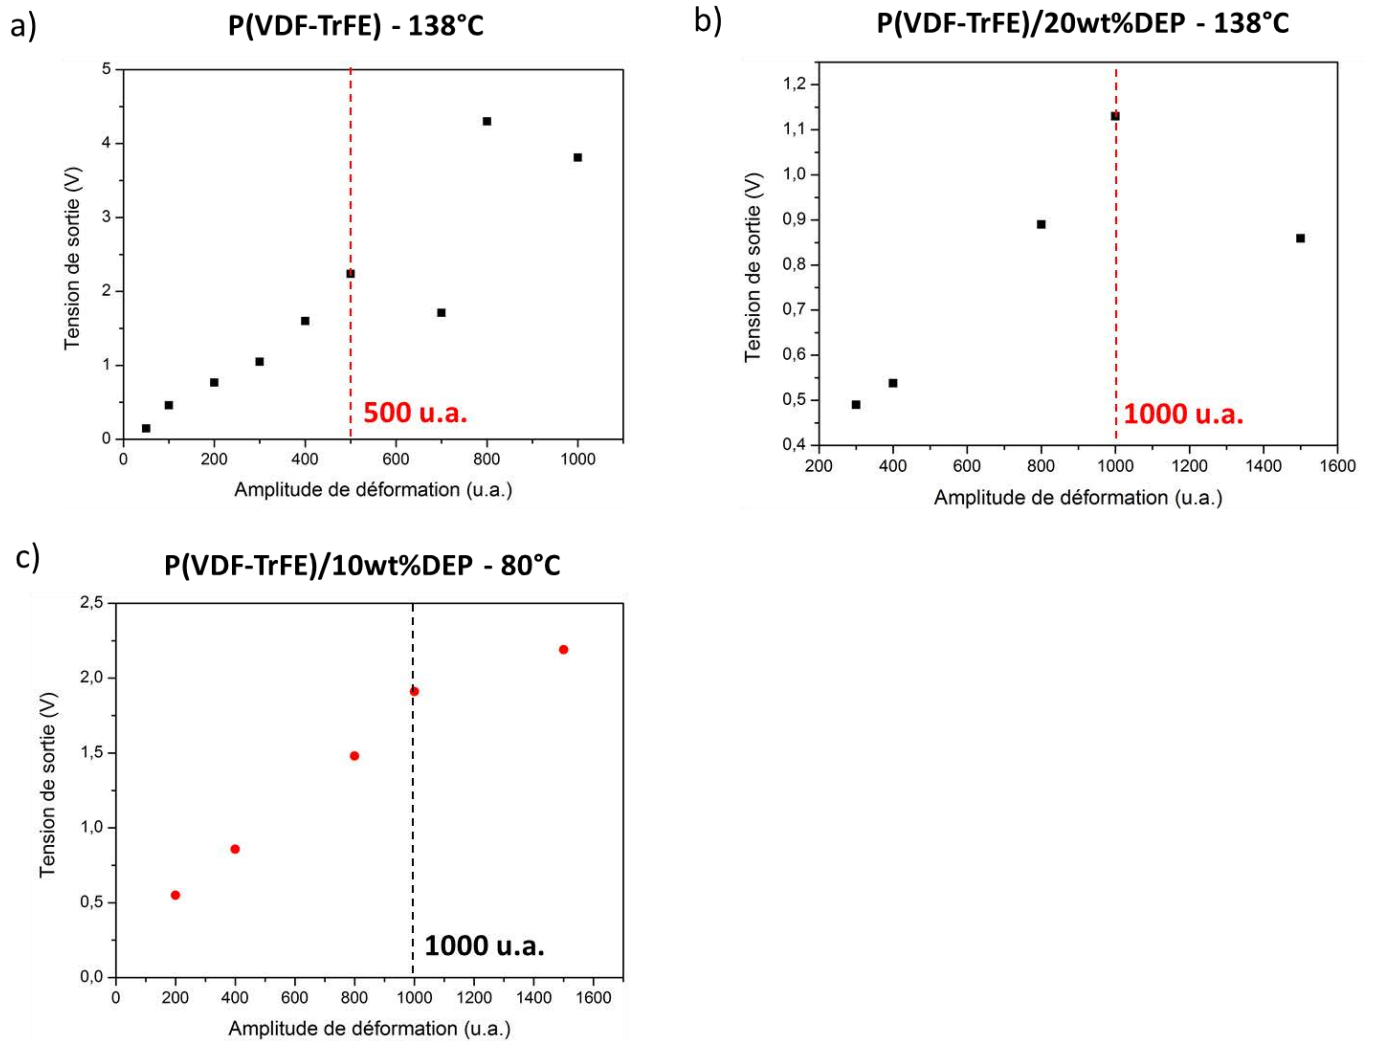 a)
P(VDF-TrFE) - 138°C
5
4
3
2
1
0
Tension de sortie (V)
500 u.a.
0 200 400 600 800 1000
Amplitude de déformation (u.a.)
b)
P(VDF-TrFE)/20wt%DEP - 138°C
1,2
1,1
1,0
0,9
0,8
0,7
0,6
0,5
0,4
Tension de sortie (V)
1000 u.a.
200 400 600 800 1000 1200 1400 1600
Amplitude de déformation (u.a.)
c)
P(VDF-TrFE)/10wt%DEP - 80°C
2,5
2,0
1,5
1,0
0,5
0,0
Tension de sortie (V)
1000 u.a.
0 200 400 600 800 1000 1200 1400 1600
Amplitude de déformation (u.a.)